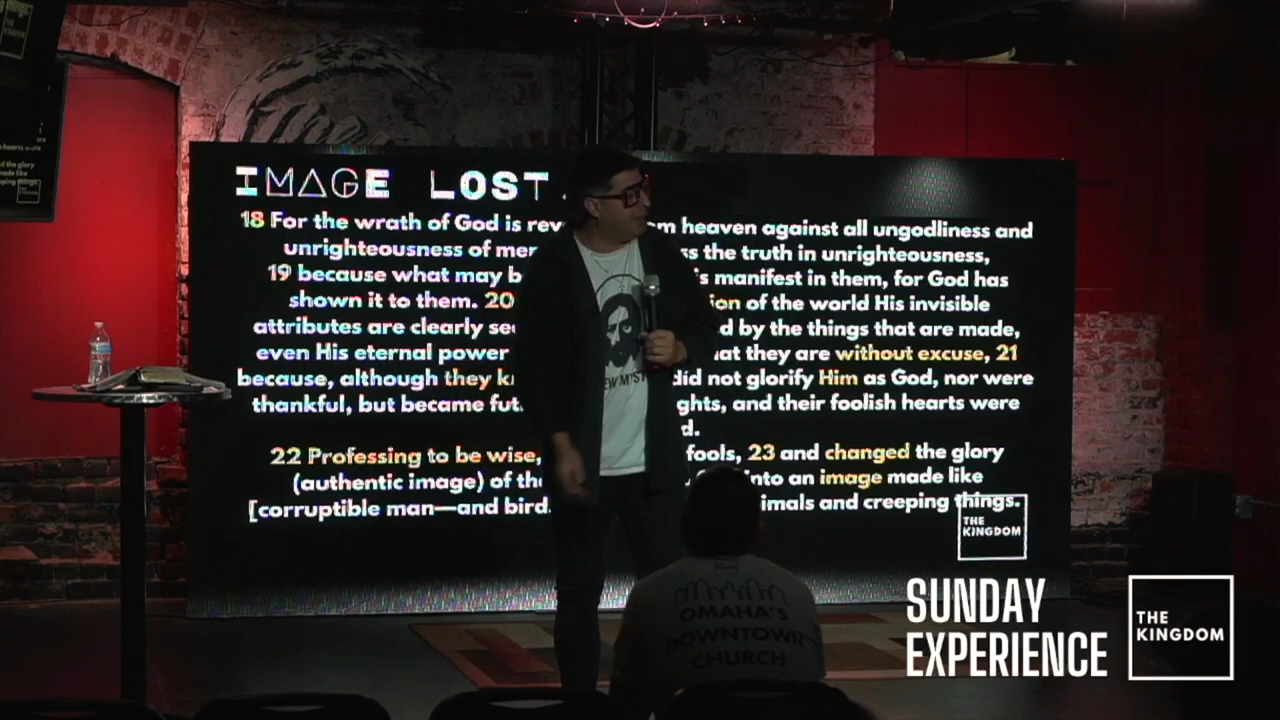 IMAGE LOST.
18 For the wrath of God is rev m heaven against all ungodliness and
unrighteousness of mer ss the truth in unrighteousness,
19 because what may b s manifest in them, for God has
shown it to them. 20 ion of the world His invisible
attributes are clearly see d by the things that are made,
even His eternal power at they are without excuse, 21
because, although they k did not glorify Him as God, nor were
thankful, but became fut ghts, and their foolish hearts were
d.
22 Professing to be wise, fools, 23 and changed the glory
(authentic image) of the into an image made like
[corruptible man—and bird imals and creeping things.
THE
KINGDOM
OMAHA'S
DOWNTOWN
CHURCH
SUNDAY
EXPERIENCE
THE
KINGDOM